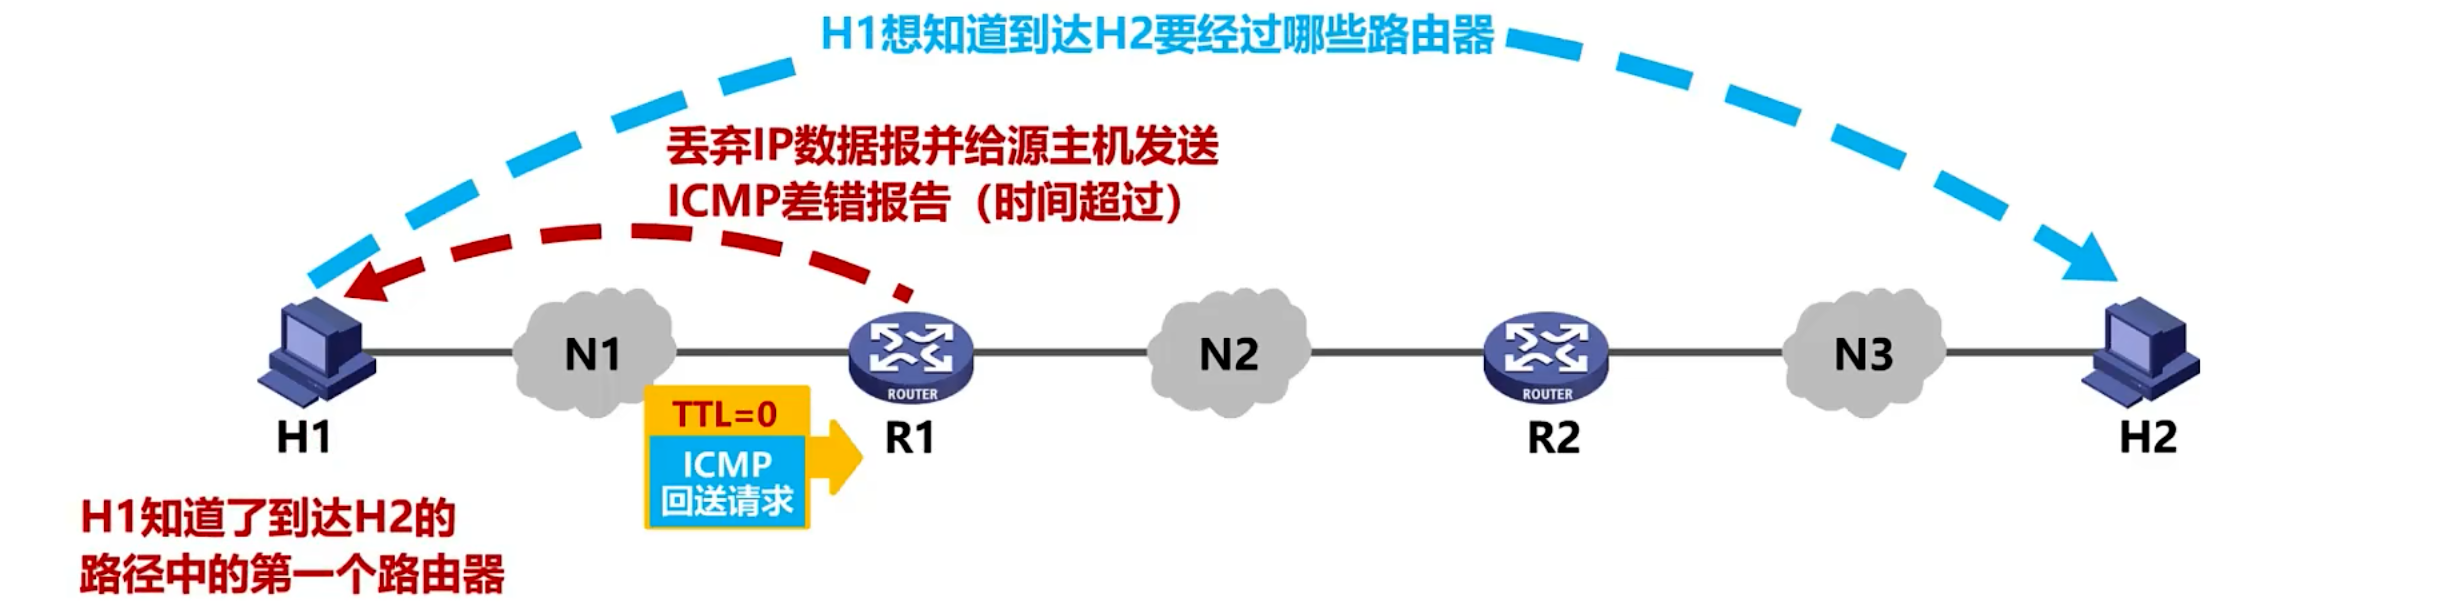 H1想知道到达H2要经过哪些路由器
丢弃IP数据报并给源主机发送
ICMP差错报告（时间超过）
N1
N2
N3
ROUTER
ROUTER
H1
R1
R2
H2
TTL=0
ICMP
回送请求
H1知道了到达H2的
路径中的第一个路由器